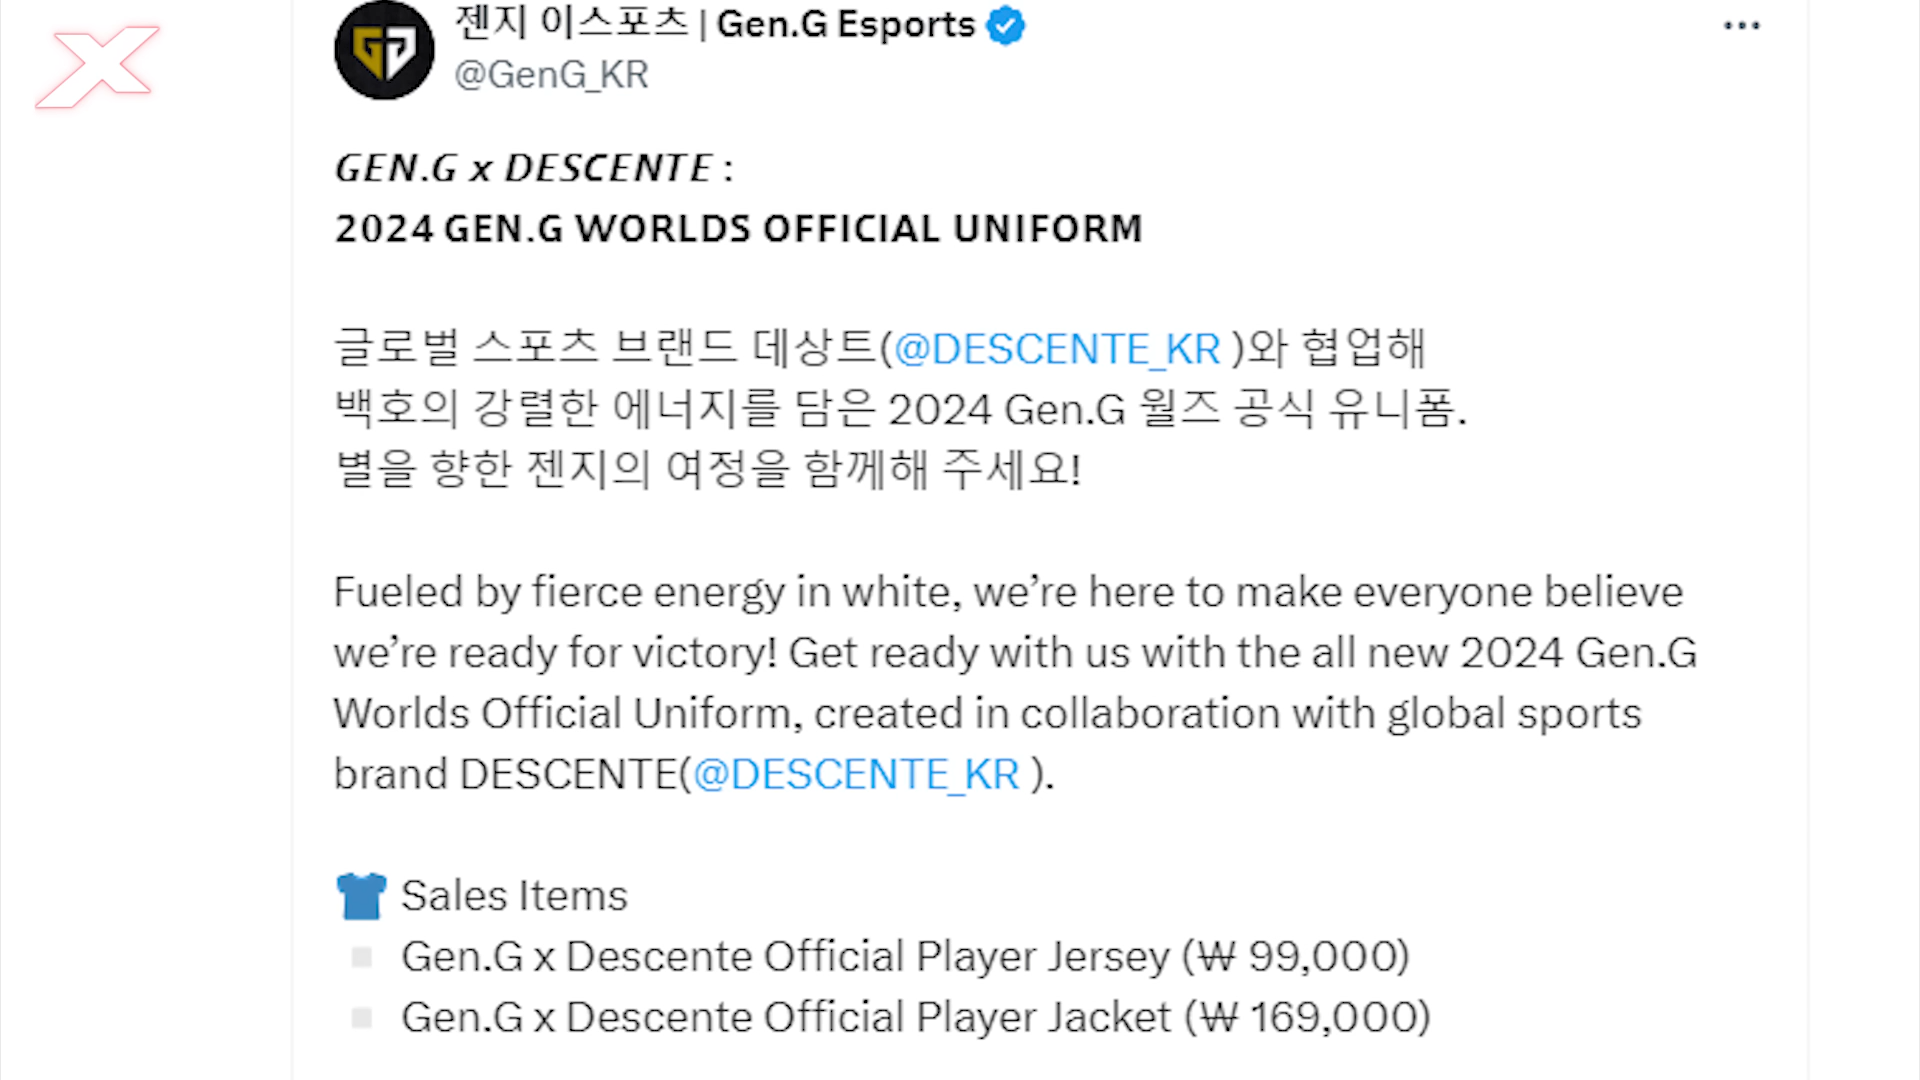 젠지 이스포츠 | Gen.G Esports
@GenG_KR
GEN.G x DESCENTE :
2024 GEN.G WORLDS OFFICIAL UNIFORM
글로벌 스포츠 브랜드 데상트(@DESCENTE_KR )와 협업해
백호의 강렬한 에너지를 담은 2024 Gen.G 월즈 공식 유니폼.
별을 향한 젠지의 여정을 함께해 주세요!
Fueled by fierce energy in white, we’re here to make everyone believe
we’re ready for victory! Get ready with us with the all new 2024 Gen.G
Worlds Official Uniform, created in collaboration with global sports
brand DESCENTE(@DESCENTE_KR ).
👕 Sales Items
▫️ Gen.G x Descente Official Player Jersey (₩ 99,000)
▫️ Gen.G x Descente Official Player Jacket (₩ 169,000)